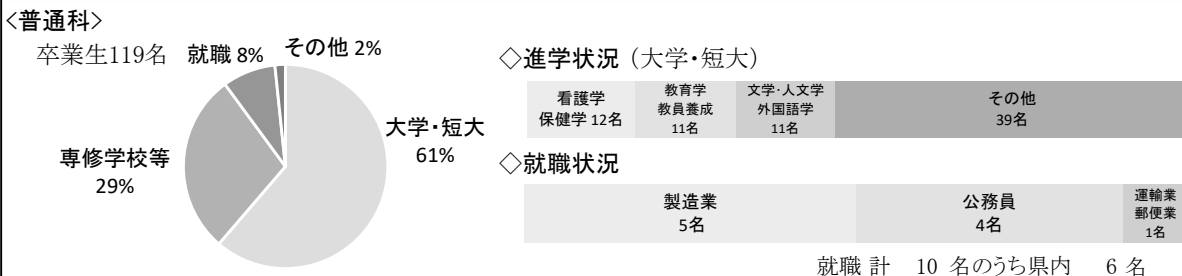 <普通科>
卒業生119名
就職 8%
その他 2%
大学・短大
61%
専修学校等
29%
◇進学状況（大学・短大）
看護学
保健学 12名
教育学
教員養成
11名
文学・人文学
外国語学
11名
その他
39名
◇就職状況
製造業
5名
公務員
4名
運輸業
郵便業
1名
就職 計 10 名のうち県内 6 名